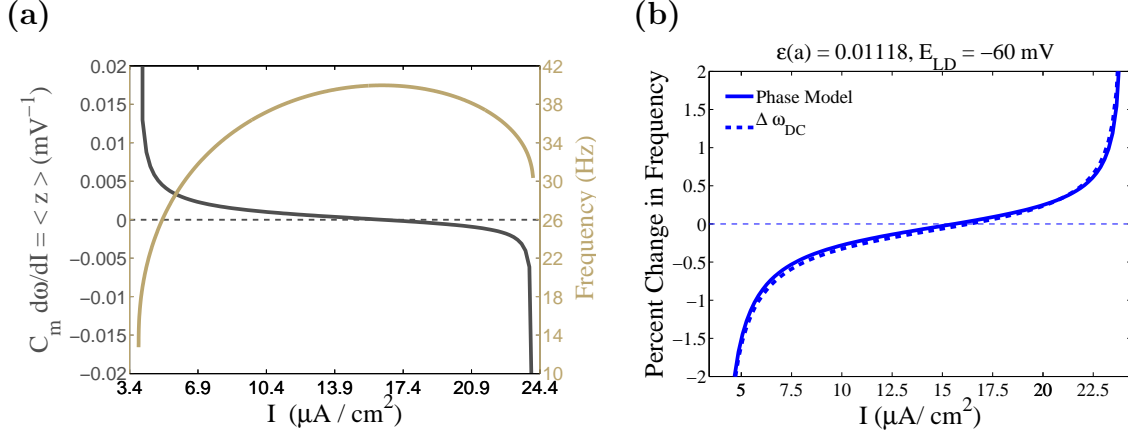 (a)
C_m dω/dI = < z > (mV⁻¹)
0.02
0.015
0.01
0.005
0
−0.005
−0.01
−0.015
−0.02
3.4 6.9 10.4 13.9 17.4 20.9 24.4
I (μA / cm²)
42
38
34
30
26
22
18
14
10
Frequency (Hz)
(b)
ε(a) = 0.01118, E_LD = −60 mV
Percent Change in Frequency
2
1.5
1
0.5
0
−0.5
−1
−1.5
−2
Phase Model
Δ ω_DC
5 7.5 10 12.5 15 17.5 20 22.5
I (μA / cm²)